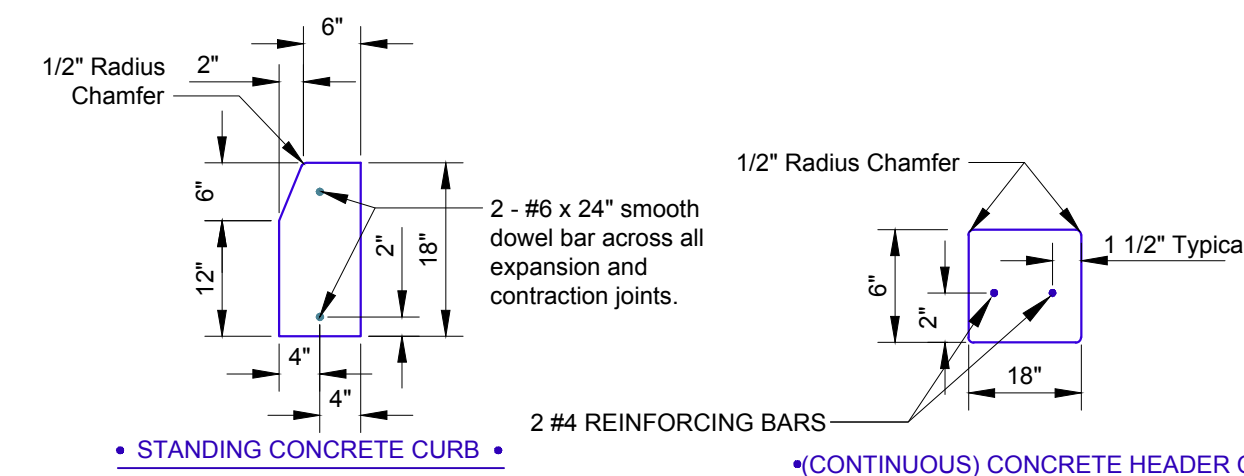 6"
2"
1/2" Radius
Chamfer
6"
12"
2"
18"
4"
4"
2 - #6 x 24" smooth
dowel bar across all
expansion and
contraction joints.
• STANDING CONCRETE CURB •
1/2" Radius Chamfer
1 1/2" Typica
6"
2"
18"
2 #4 REINFORCING BARS
•(CONTINUOUS) CONCRETE HEADER